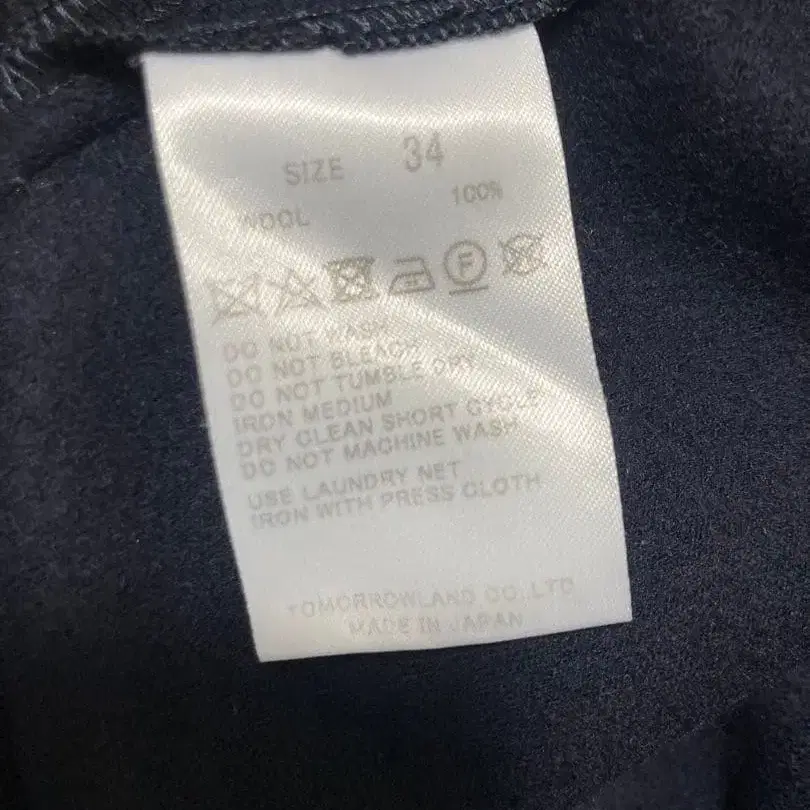 SIZE 34
WOOL 100%
F
DO NOT WASH
DO NOT BLEACH
DO NOT TUMBLE DRY
IRON MEDIUM
DRY CLEAN SHORT CYCLE
DO NOT MACHINE WASH
USE LAUNDRY NET
IRON WITH PRESS CLOTH
TOMORROWLAND CO.,LTD
MADE IN JAPAN